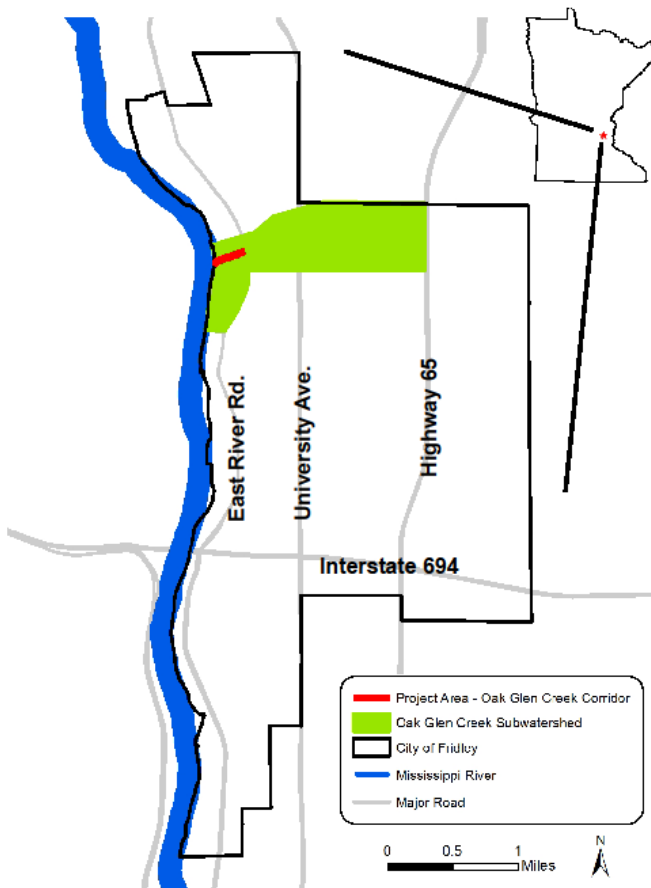 East River Rd.
University Ave.
Highway 65
Interstate 694
Project Area - Oak Glen Creek Corridor
Oak Glen Creek Subwatershed
City of Fridley
Mississippi River
Major Road
0 0.5 1
Miles
N